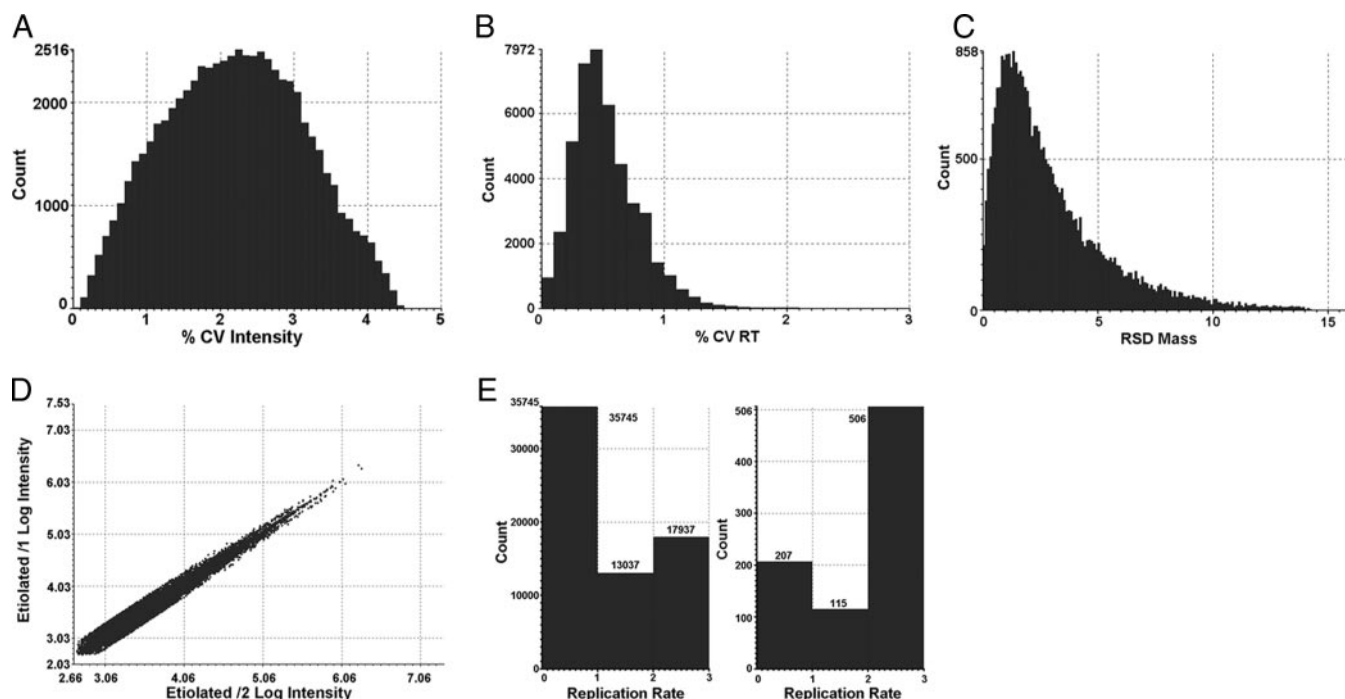 A
2516
2000
1000
0
Count
0 1 2 3 4 5
% CV Intensity
B
7972
6000
4000
2000
0
Count
0 1 2 3
% CV RT
C
858
500
0
Count
0 5 10 15
RSD Mass
D
7.53
7.03
6.03
5.03
4.03
3.03
2.03
Etiolated /1 Log Intensity
2.66 3.06 4.06 5.06 6.06 7.06
Etiolated /2 Log Intensity
E
35745
30000
20000
10000
0
Count
35745
13037
17937
0 1 2 3
Replication Rate
506
400
300
200
100
0
Count
207
115
506
0 1 2 3
Replication Rate